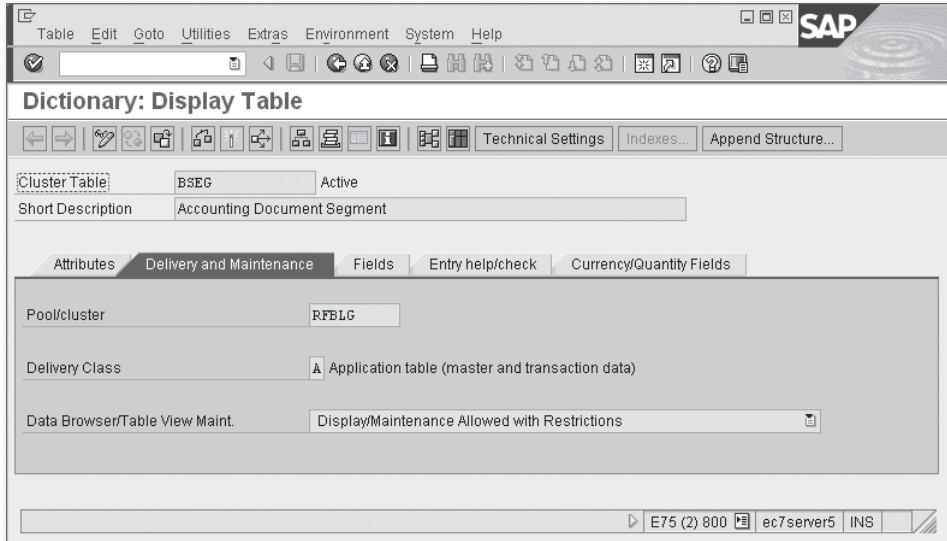 SAP
Table Edit Goto Utilities Extras Environment System Help
Dictionary: Display Table
Technical Settings Indexes... Append Structure...
Cluster Table BSEG Active
Short Description Accounting Document Segment
Attributes Delivery and Maintenance Fields Entry help/check Currency/Quantity Fields
Pool/cluster RFBLG
Delivery Class A Application table (master and transaction data)
Data Browser/Table View Maint. Display/Maintenance Allowed with Restrictions
E75 (2) 800 ec7server5 INS